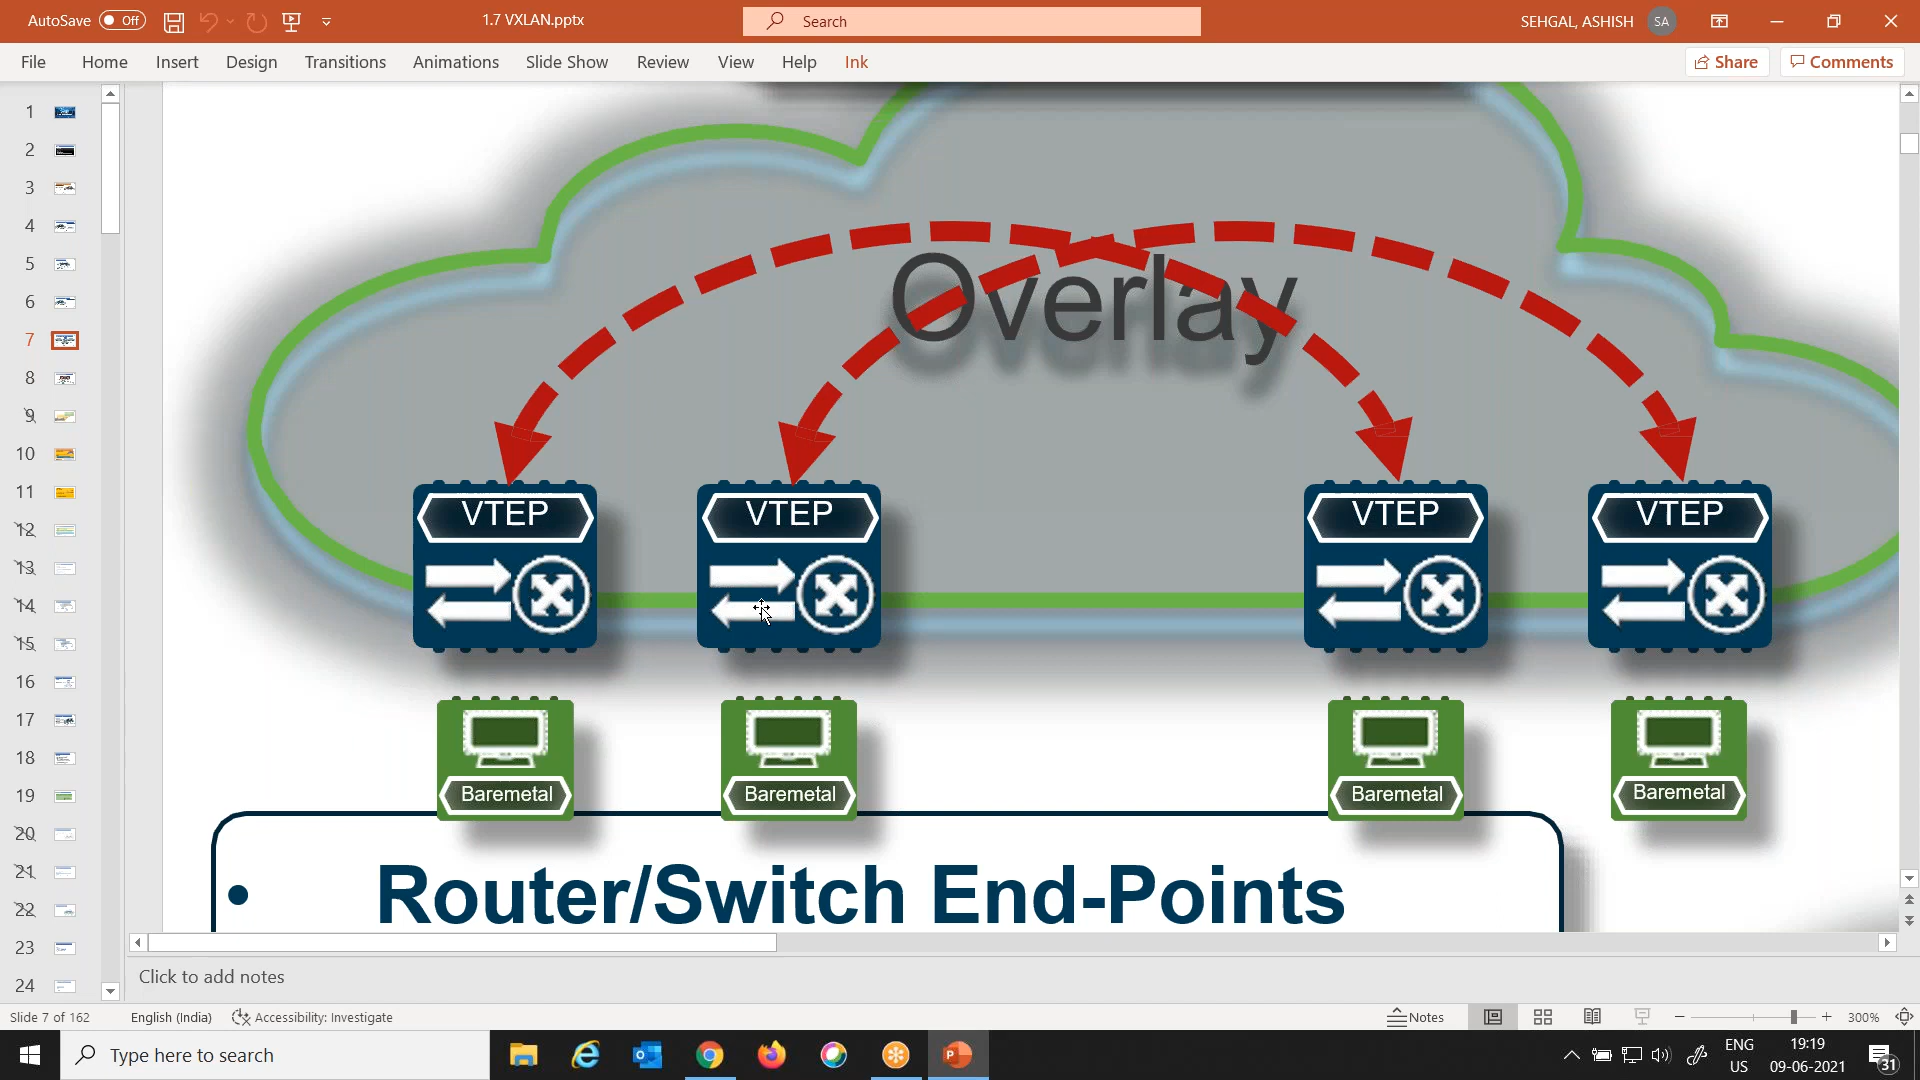 AutoSave Off
1.7 VXLAN.pptx
Search
SEHGAL, ASHISH SA
File Home Insert Design Transitions Animations Slide Show Review View Help Ink
Share Comments
1
2
3
4
5
6
7
8
9
10
11
12
13
14
15
16
17
18
19
20
21
22
23
24
Overlay
VTEP VTEP VTEP VTEP
Baremetal Baremetal Baremetal Baremetal
• Router/Switch End-Points
Click to add notes
Slide 7 of 162 English (India) Accessibility: Investigate Notes 300%
Type here to search
ENG
US
19:19
09-06-2021
31